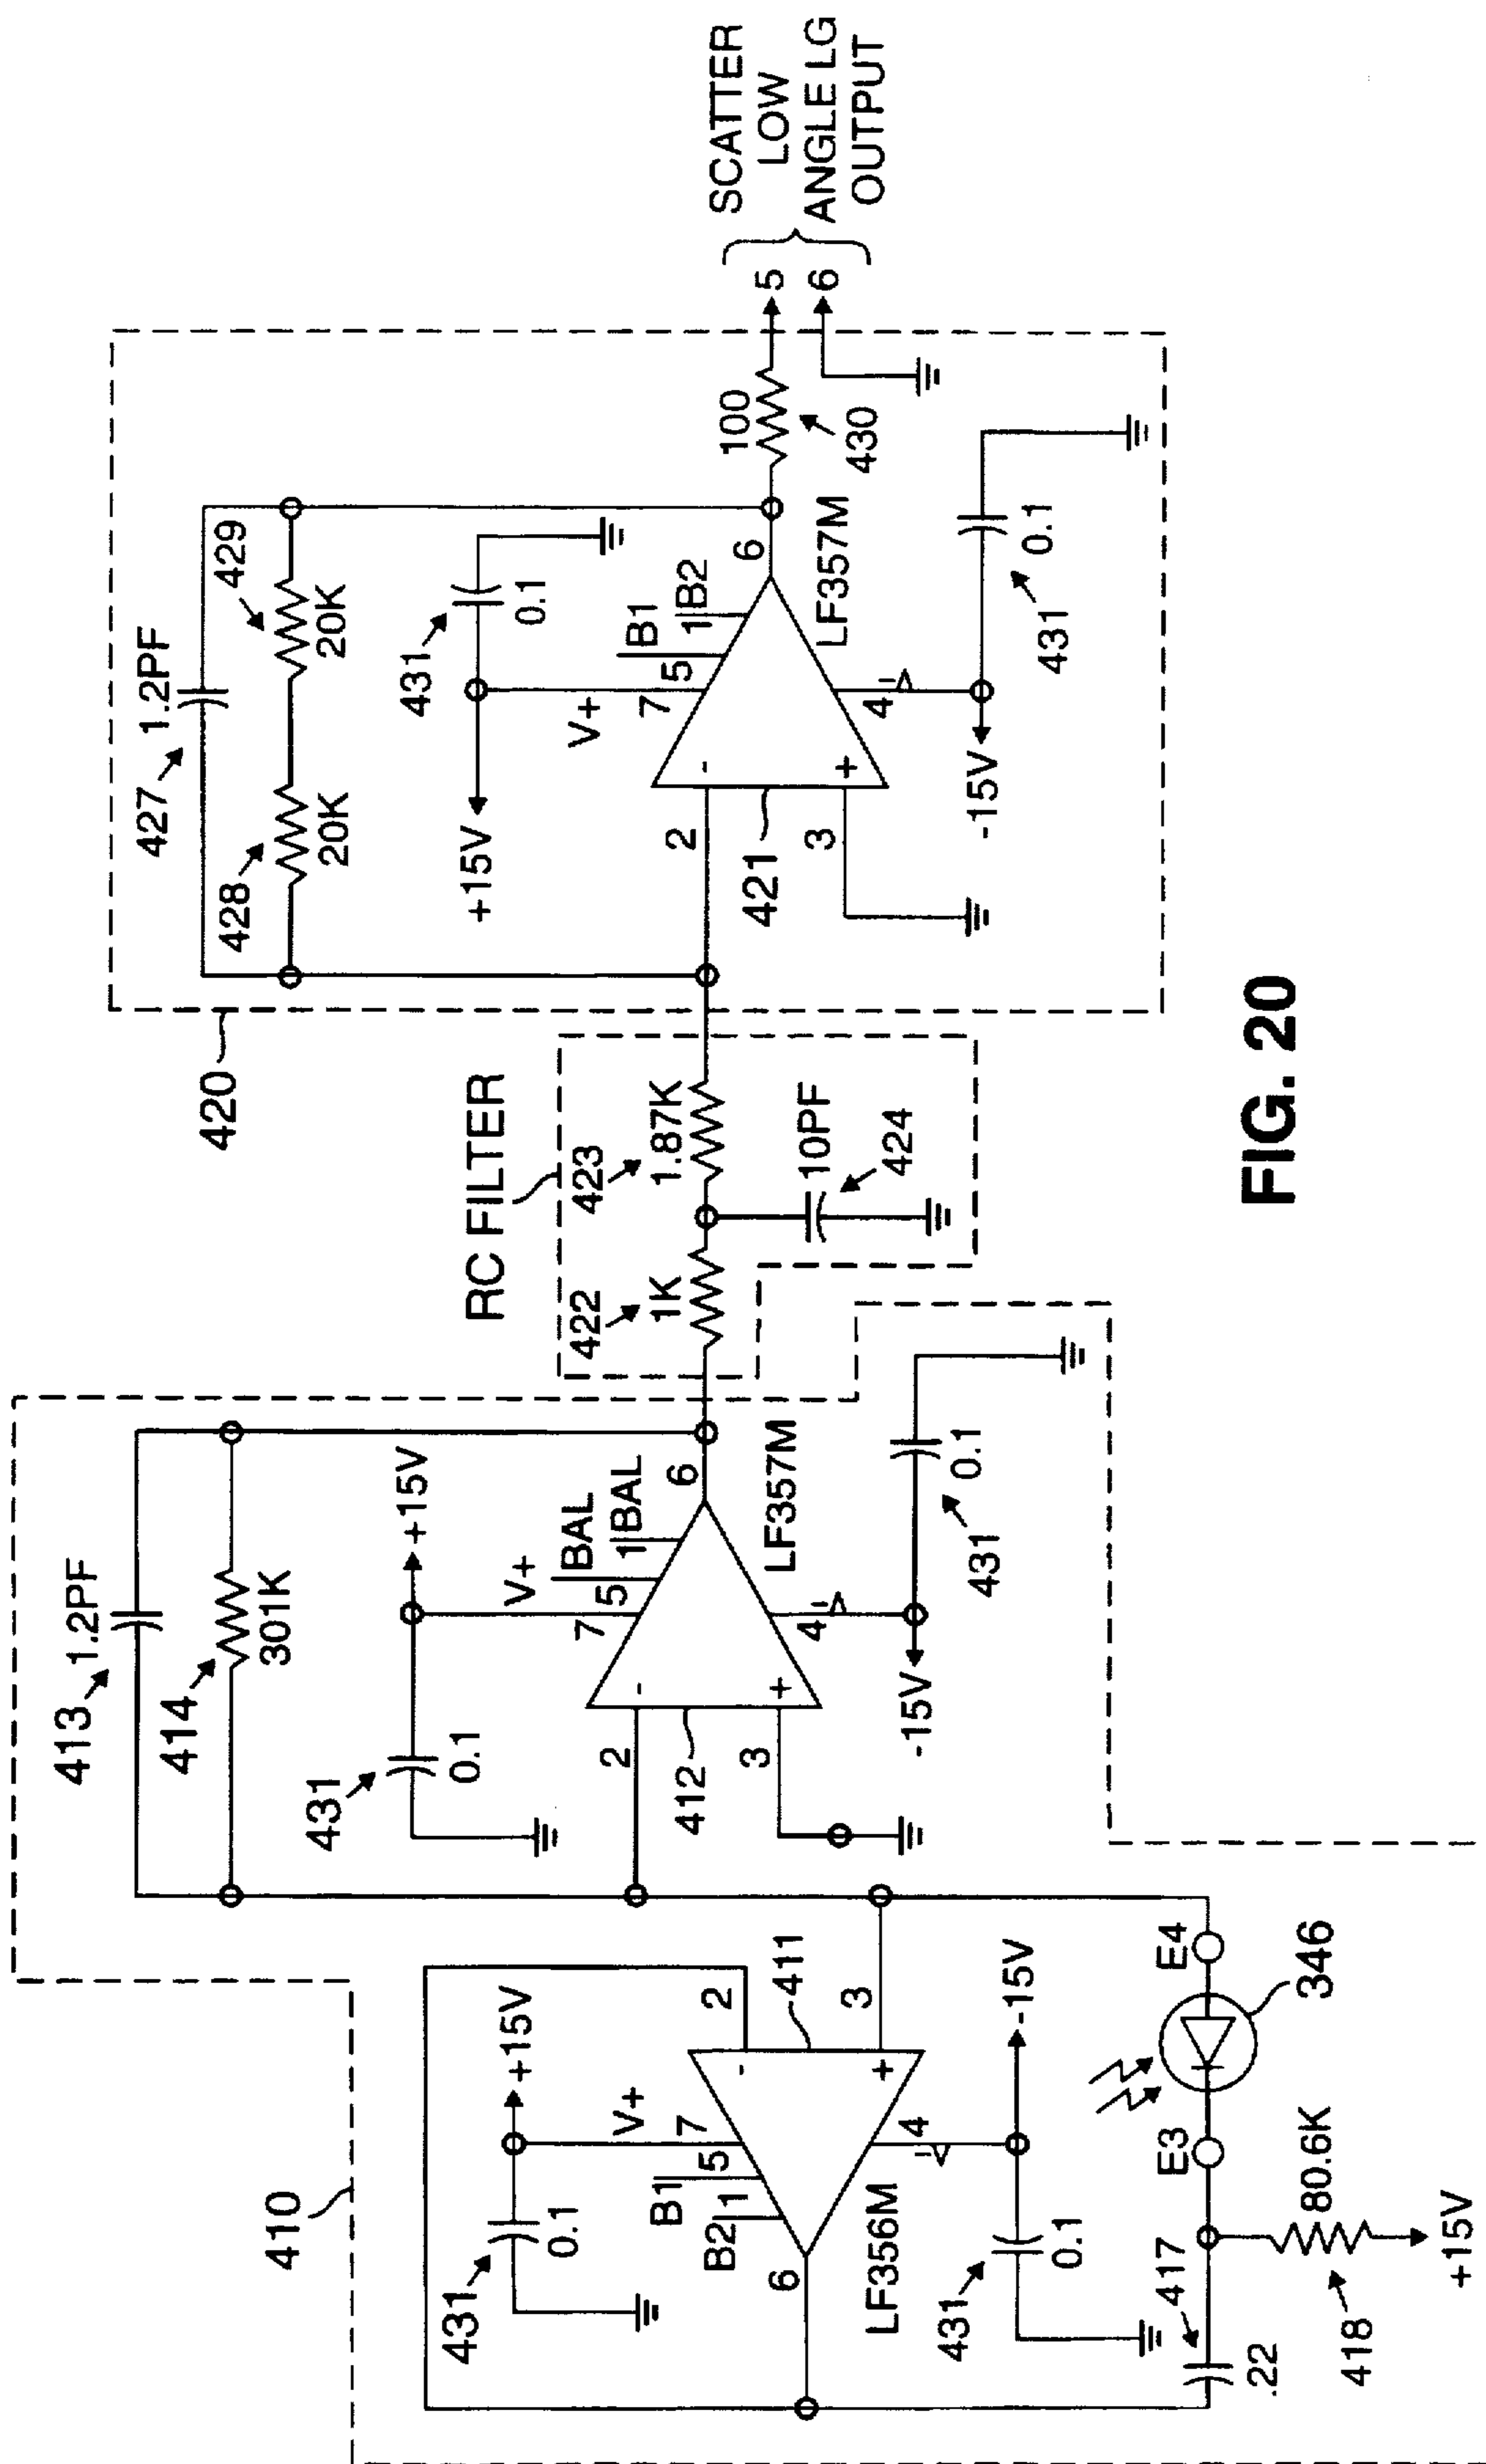 413
1.2PF
414
301K
431
0.1
+15V
V+
BAL
1
BAL
7
5
2
-
6
412
3
+
LF357M
4
V-
-15V
431
0.1
410
431
0.1
+15V
V+
B1
B2
7
5
1
2
-
6
411
3
+
LF356M
4
V-
-15V
431
0.1
E4
346
E3
417
.22
80.6K
418
+15V
RC FILTER
422
1K
423
1.87K
10PF
424
420
427
1.2PF
428
20K
429
20K
431
0.1
+15V
V+
B1
1
B2
7
5
2
-
6
421
3
+
LF357M
4
V-
-15V
431
0.1
100
430
5
6
SCATTER
LOW
ANGLE LG
OUTPUT
FIG. 20